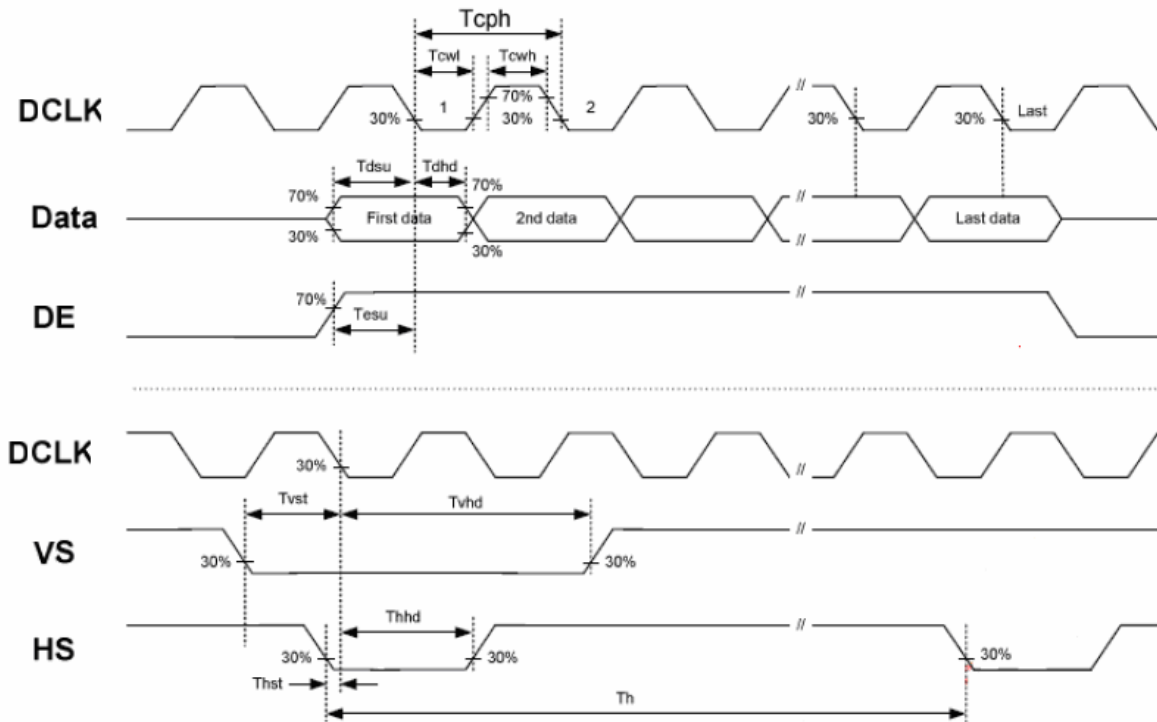 Tcph
Tcwl Tcwh
DCLK 30% 1 70% 30% 2 // 30% 30% Last
Tdsu Tdhd
70% 70%
Data First data 2nd data // Last data
30% 30% //
70% //
DE Tesu
DCLK 30% //
Tvst Tvhd
VS 30% 30% //
Thhd
HS 30% 30% // 30%
Thst
Th